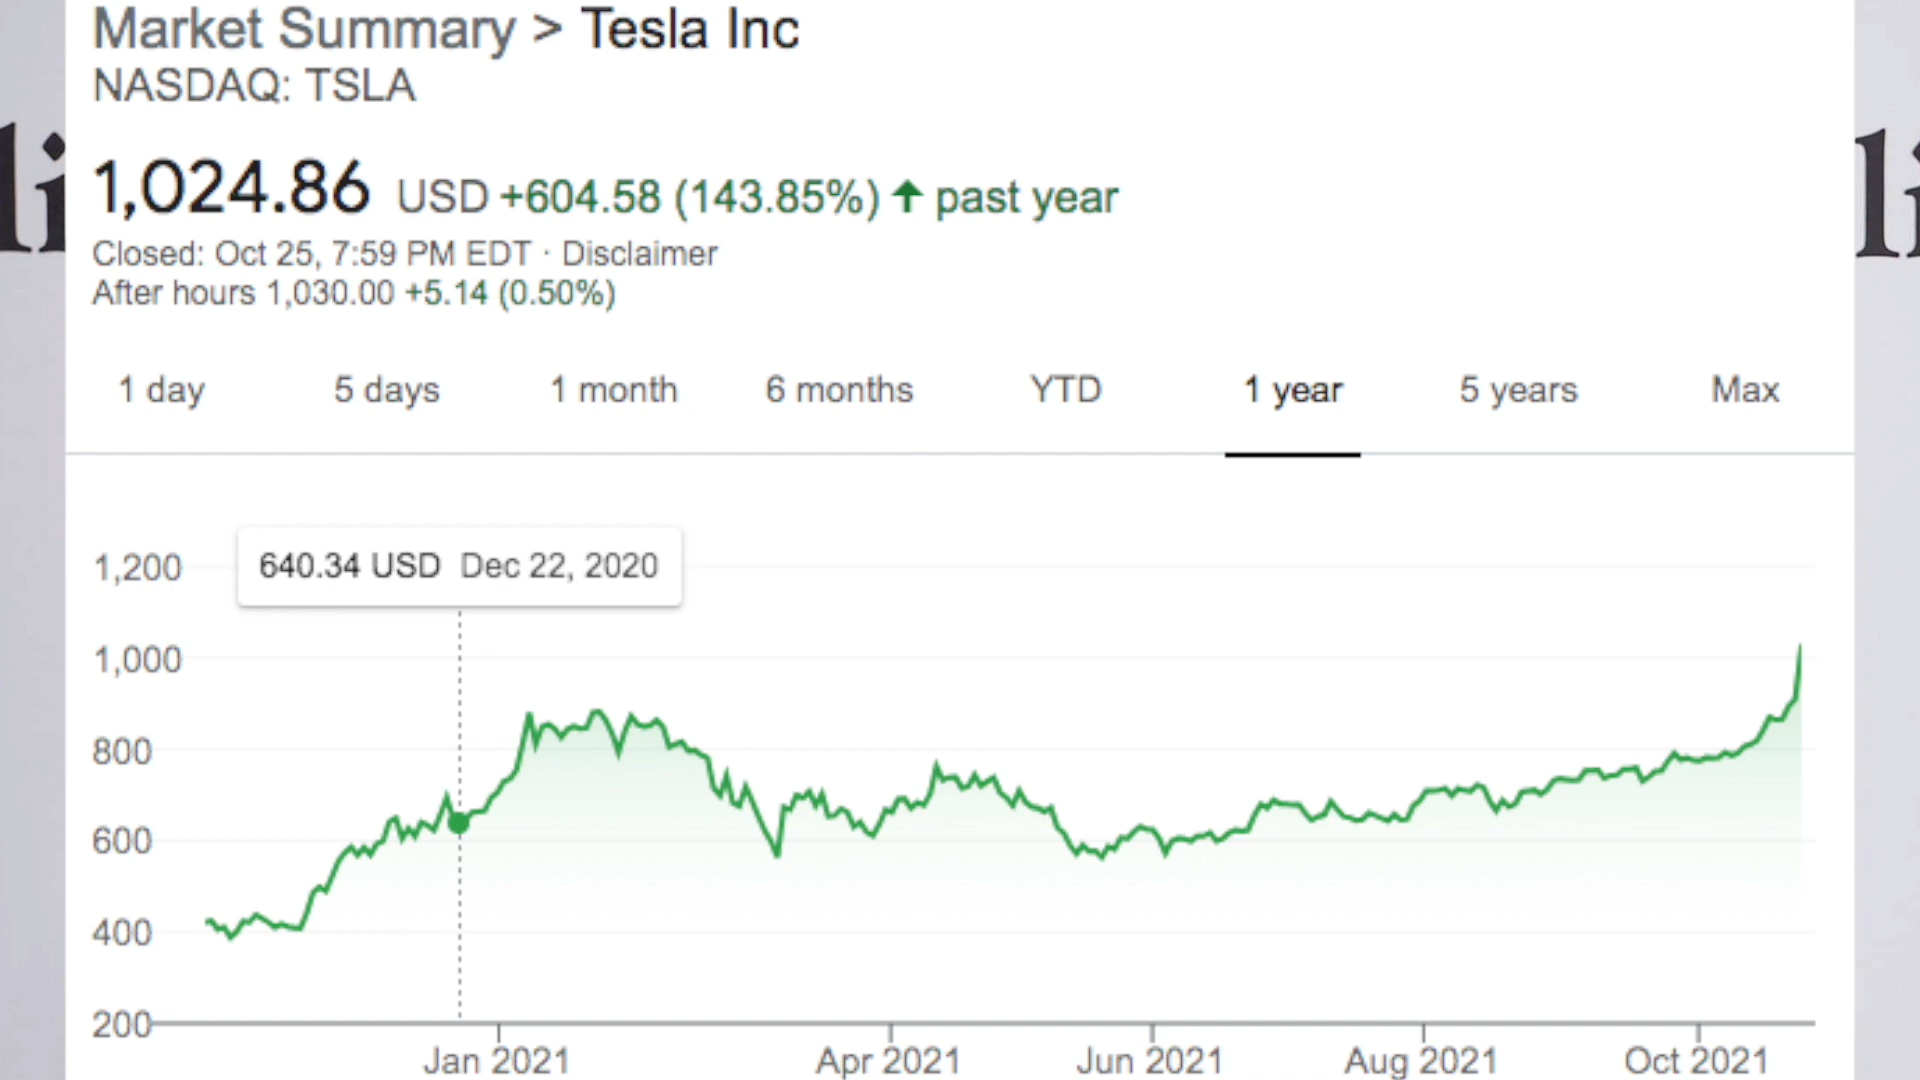 Market Summary > Tesla Inc
NASDAQ: TSLA
1,024.86 USD +604.58 (143.85%) ↑ past year
Closed: Oct 25, 7:59 PM EDT · Disclaimer
After hours 1,030.00 +5.14 (0.50%)
1 day 5 days 1 month 6 months YTD 1 year 5 years Max
640.34 USD Dec 22, 2020
1,200
1,000
800
600
400
200
Jan 2021 Apr 2021 Jun 2021 Aug 2021 Oct 2021
li
li